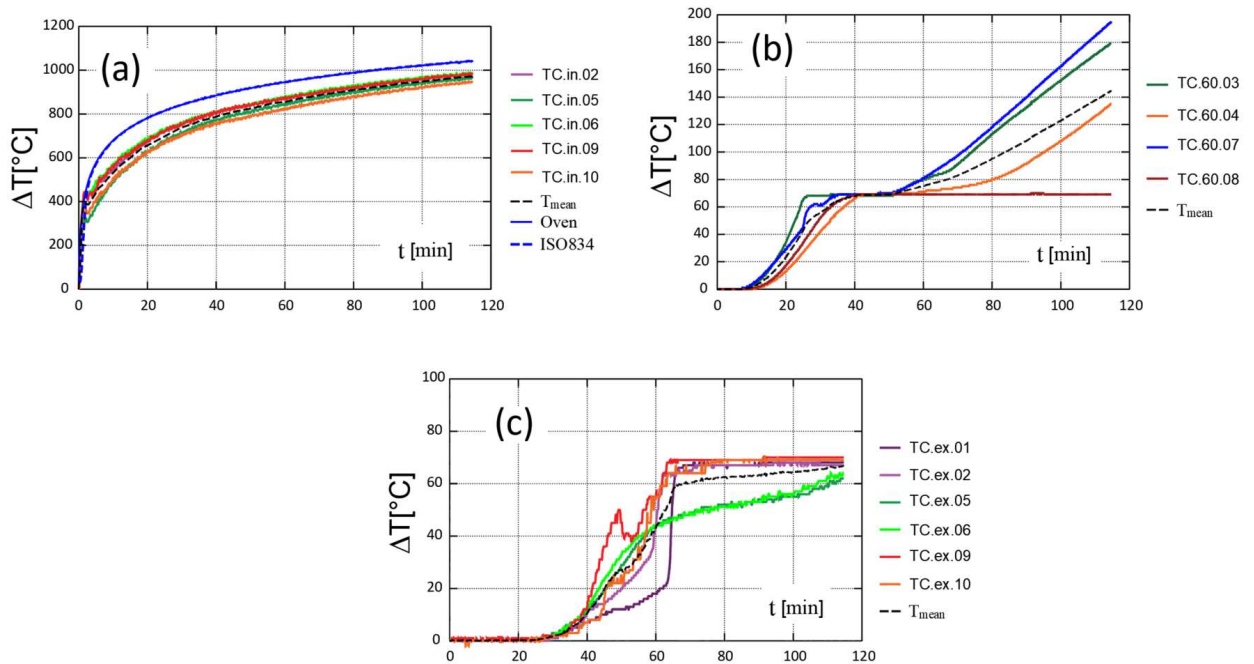 (a)
ΔT[°C]
1200
1000
800
600
400
200
0
0 20 40 60 80 100 120
t [min]
TC.in.02
TC.in.05
TC.in.06
TC.in.09
TC.in.10
Tmean
Oven
ISO834
(b)
ΔT[°C]
200
180
160
140
120
100
80
60
40
20
0
0 20 40 60 80 100 120
t [min]
TC.60.03
TC.60.04
TC.60.07
TC.60.08
Tmean
(c)
ΔT[°C]
100
80
60
40
20
0
0 20 40 60 80 100 120
t [min]
TC.ex.01
TC.ex.02
TC.ex.05
TC.ex.06
TC.ex.09
TC.ex.10
Tmean